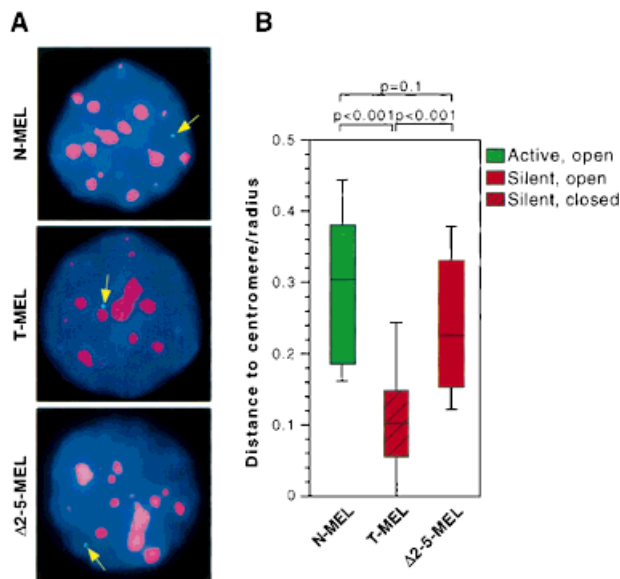 A
B
N-MEL
T-MEL
Δ2-5-MEL
p=0.1
p<0.001
p<0.001
Active, open
Silent, open
Silent, closed
Distance to centromere/radius
0.5
0.4
0.3
0.2
0.1
0
N-MEL
T-MEL
Δ2-5-MEL